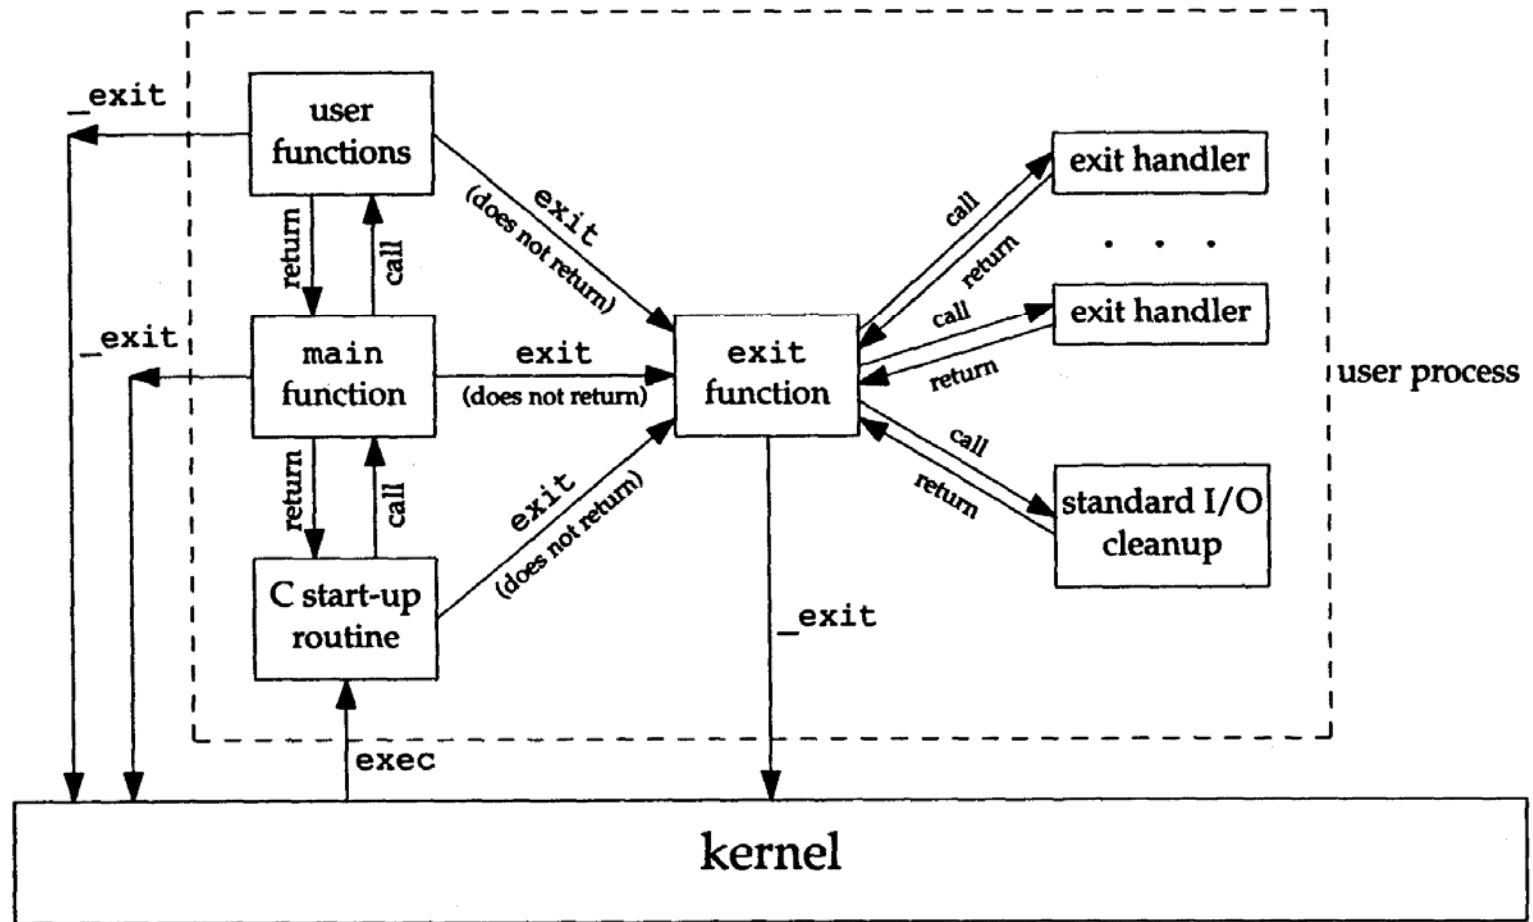 _exit
user
functions
exit
(does not return)
call
return
exit handler
. . .
return
call
call
return
exit handler
_exit
main
function
exit
(does not return)
exit
function
user process
return
call
exit
(does not return)
call
return
standard I/O
cleanup
C start-up
routine
_exit
exec
kernel